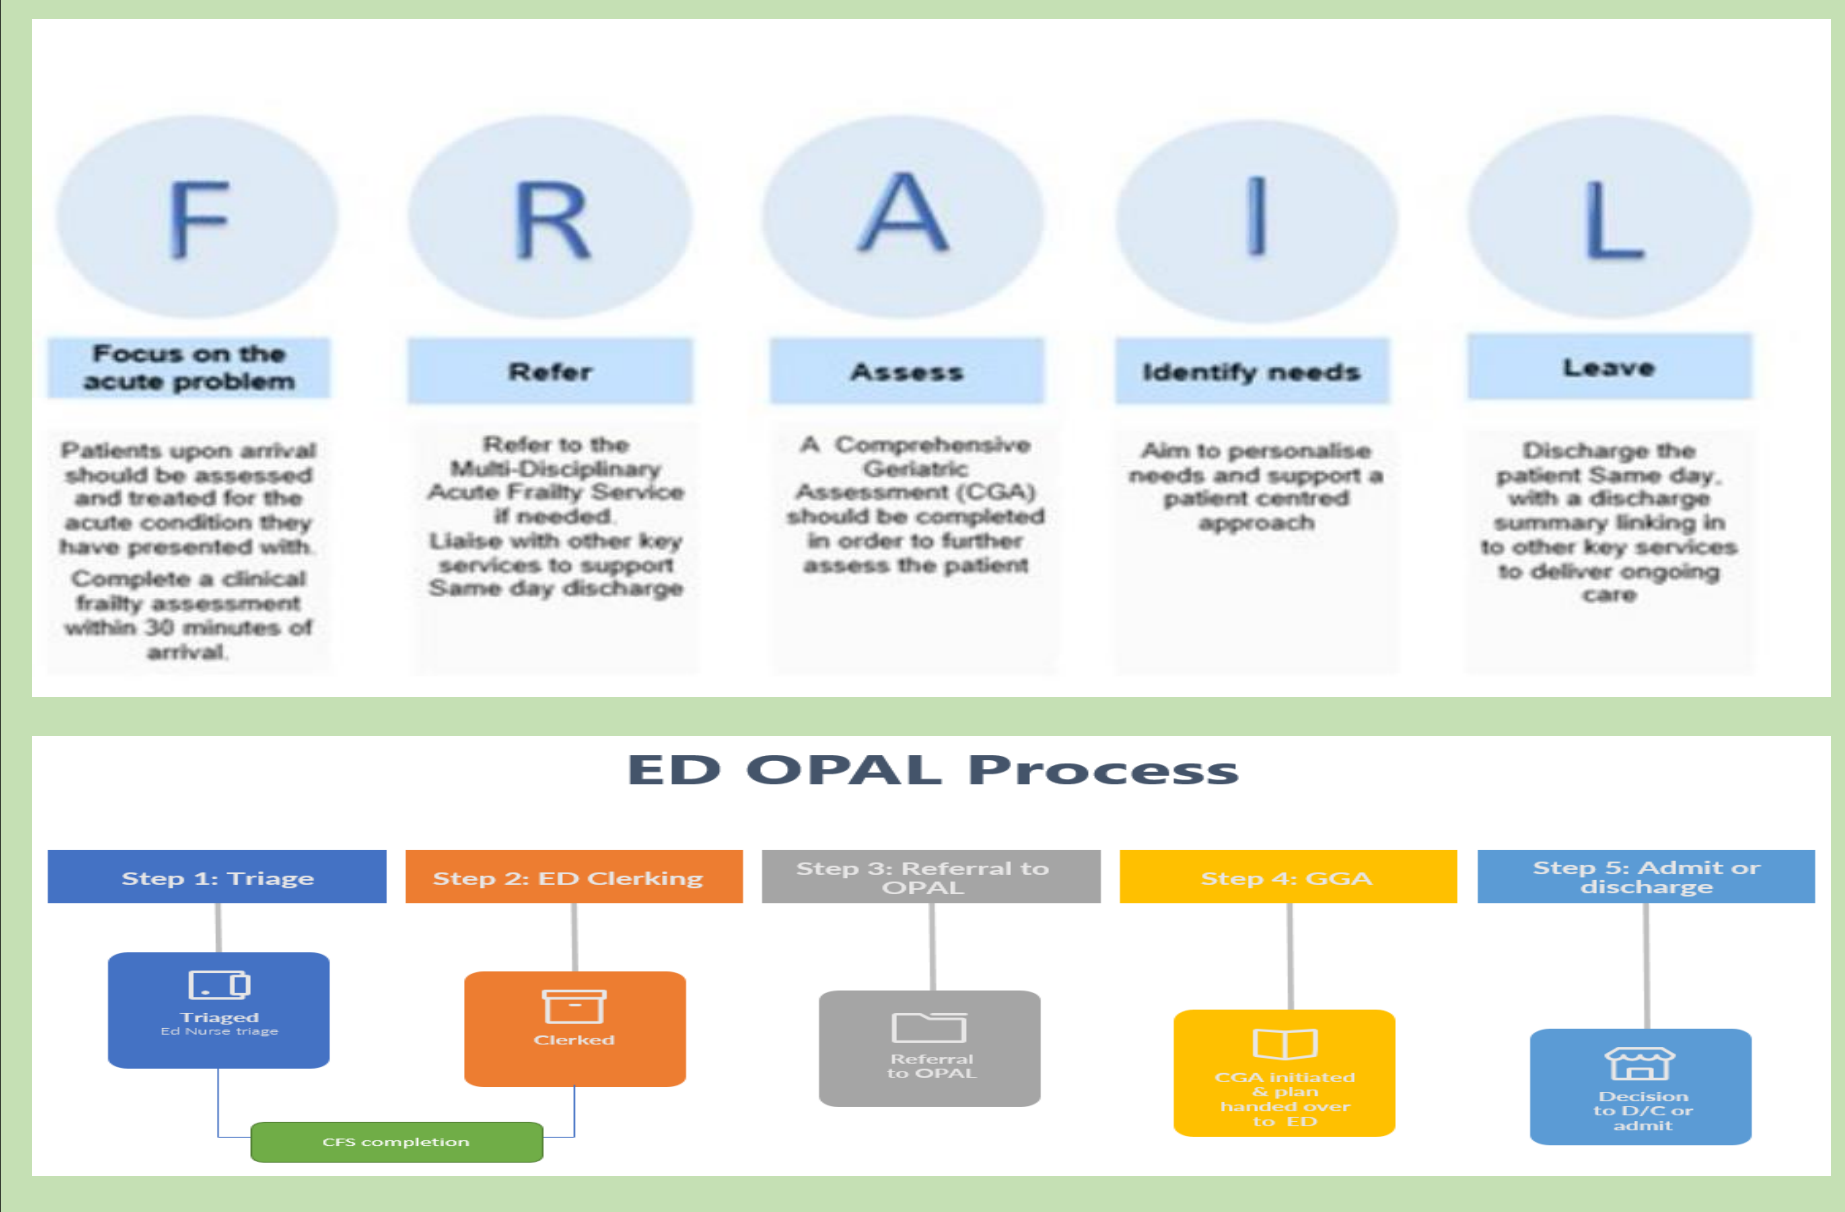 F
R
A
I
L
Focus on the
acute problem
Refer
Assess
Identify needs
Leave
Patients upon arrival
should be assessed
and treated for the
acute condition they
have presented with.
Complete a clinical
frailty assessment
within 30 minutes of
arrival.
Refer to the
Multi-Disciplinary
Acute Frailty Service
if needed.
Liaise with other key
services to support
Same day discharge
A Comprehensive
Geriatric
Assessment (CGA)
should be completed
in order to further
assess the patient
Aim to personalise
needs and support a
patient centred
approach
Discharge the
patient Same day,
with a discharge
summary linking in
to other key services
to deliver ongoing
care
ED OPAL Process
Step 1: Triage
Step 2: ED Clerking
Step 3: Referral to
OPAL
Step 4: GGA
Step 5: Admit or
discharge
Triaged
Ed Nurse triage
Clerked
Referral
to OPAL
CGA initiated
& plan
handed over
to ED
Decision
to D/C or
admit
CFS completion